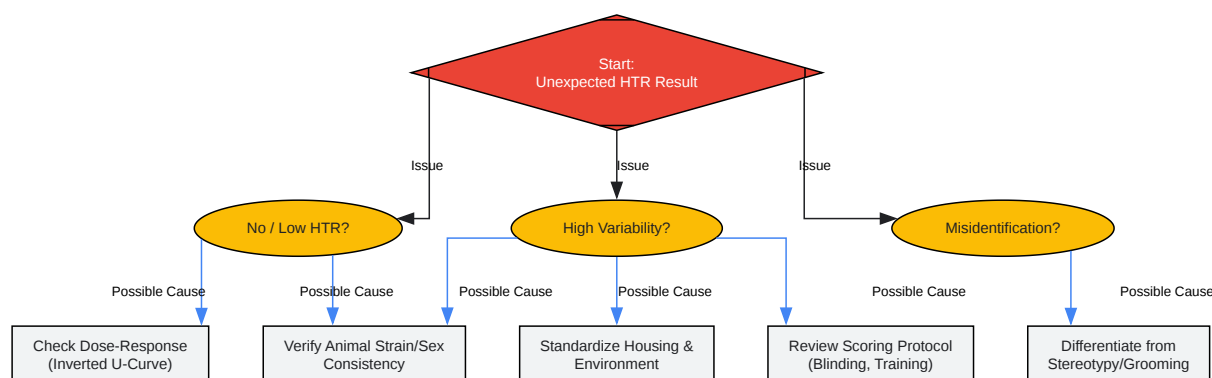 Start:
Unexpected HTR Result
Issue
Issue
Issue
No / Low HTR?
High Variability?
Misidentification?
Possible Cause
Possible Cause
Possible Cause
Possible Cause
Possible Cause
Possible Cause
Check Dose-Response
(Inverted U-Curve)
Verify Animal Strain/Sex
Consistency
Standardize Housing &
Environment
Review Scoring Protocol
(Blinding, Training)
Differentiate from
Stereotypy/Grooming